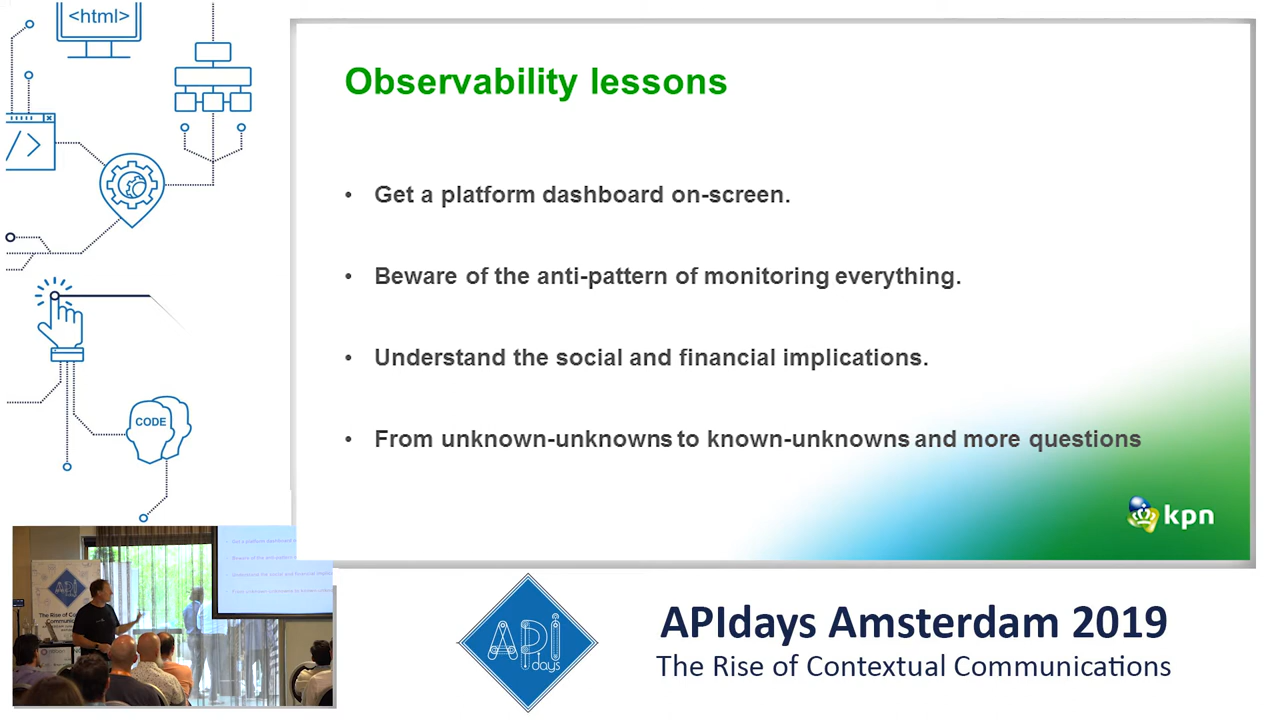 <html>
Observability lessons
• Get a platform dashboard on-screen.
• Beware of the anti-pattern of monitoring everything.
• Understand the social and financial implications.
• From unknown-unknowns to known-unknowns and more questions
kpn
</>
CODE
API
days
APIdays Amsterdam 2019
The Rise of Contextual Communications